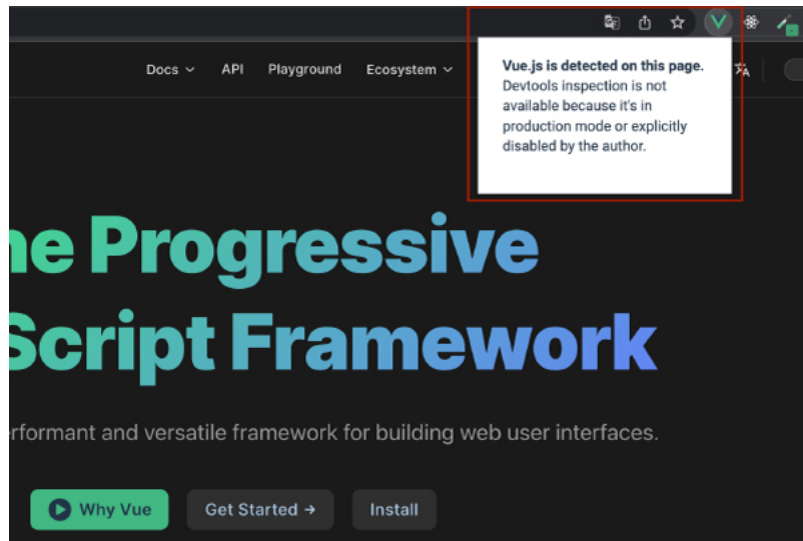 Docs API Playground Ecosystem
Vue.js is detected on this page.
Devtools inspection is not
available because it's in
production mode or explicitly
disabled by the author.
Progressive
Script Framework
and versatile framework for building web user interfaces.
Why Vue Get Started → Install